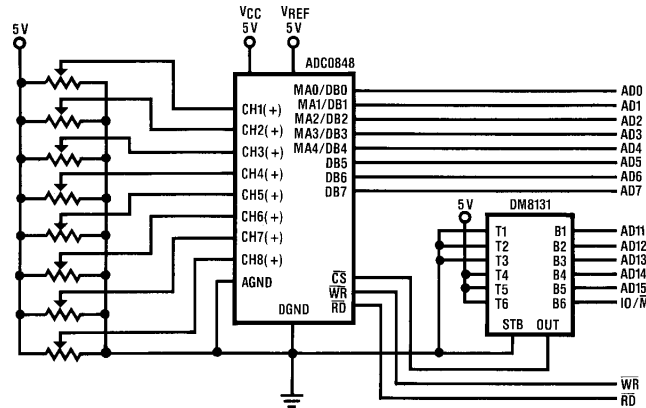 5 V
VCC
5 V
VREF
5 V
ADC0848
CH1(+)
CH2(+)
CH3(+)
CH4(+)
CH5(+)
CH6(+)
CH7(+)
CH8(+)
AGND
DGND
MA0/DB0
MA1/DB1
MA2/DB2
MA3/DB3
MA4/DB4
DB5
DB6
DB7
CS
WR
RD
AD0
AD1
AD2
AD3
AD4
AD5
AD6
AD7
5 V
DM8131
T1
T2
T3
T4
T5
T6
B1
B2
B3
B4
B5
B6
STB OUT
AD11
AD12
AD13
AD14
AD15
IO/M
WR
RD